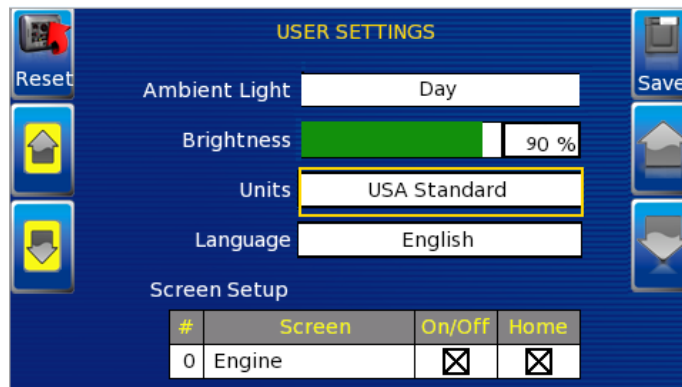 USER SETTINGS
Reset
Save
Ambient Light Day
Brightness 90 %
Units USA Standard
Language English
Screen Setup
# Screen On/Off Home
0 Engine